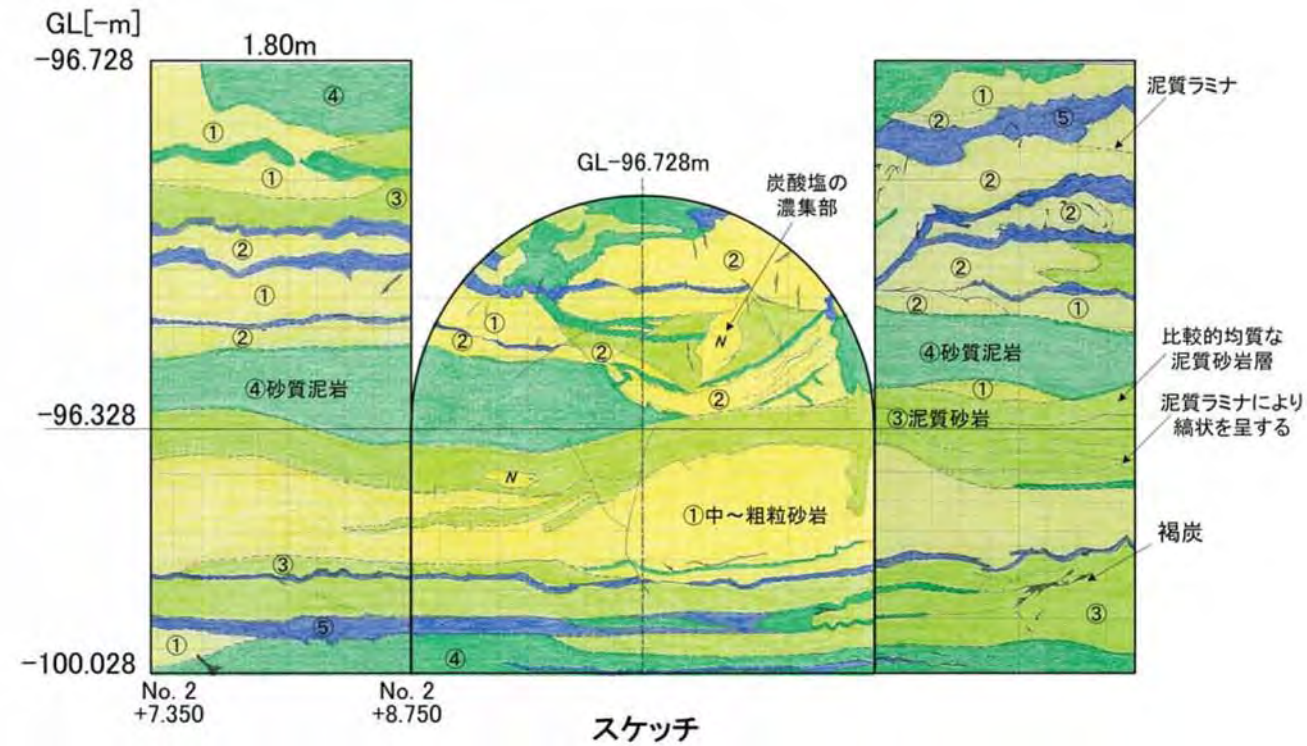 GL[-m]
-96.728
1.80m
④
①
①
③
②
①
②
④砂質泥岩
-96.328
GL-96.728m
炭酸塩の
濃集部
②
①
②
②
N
②
N
①中～粗粒砂岩
③
⑤
①
④
-100.028
①
②
⑤
②
②
②
②
①
④砂質泥岩
①
③泥質砂岩
③
泥質ラミナ
比較的均質な
泥質砂岩層
泥質ラミナにより
縞状を呈する
褐炭
No. 2
+7.350
No. 2
+8.750
スケッチ